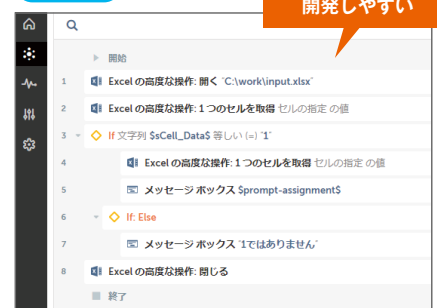 開発しやすい
開始
1 Excel の高度な操作: 開く "C:\work\input.xlsx"
2 Excel の高度な操作: 1 つのセルを取得 セルの指定 の値
3 If 文字列 $sCell_Data$ 等しい (=) "1"
4 Excel の高度な操作: 1 つのセルを取得 セルの指定 の値
5 メッセージ ボックス $prompt-assignment$
6 If: Else
7 メッセージ ボックス "1ではありません"
8 Excel の高度な操作: 閉じる
終了